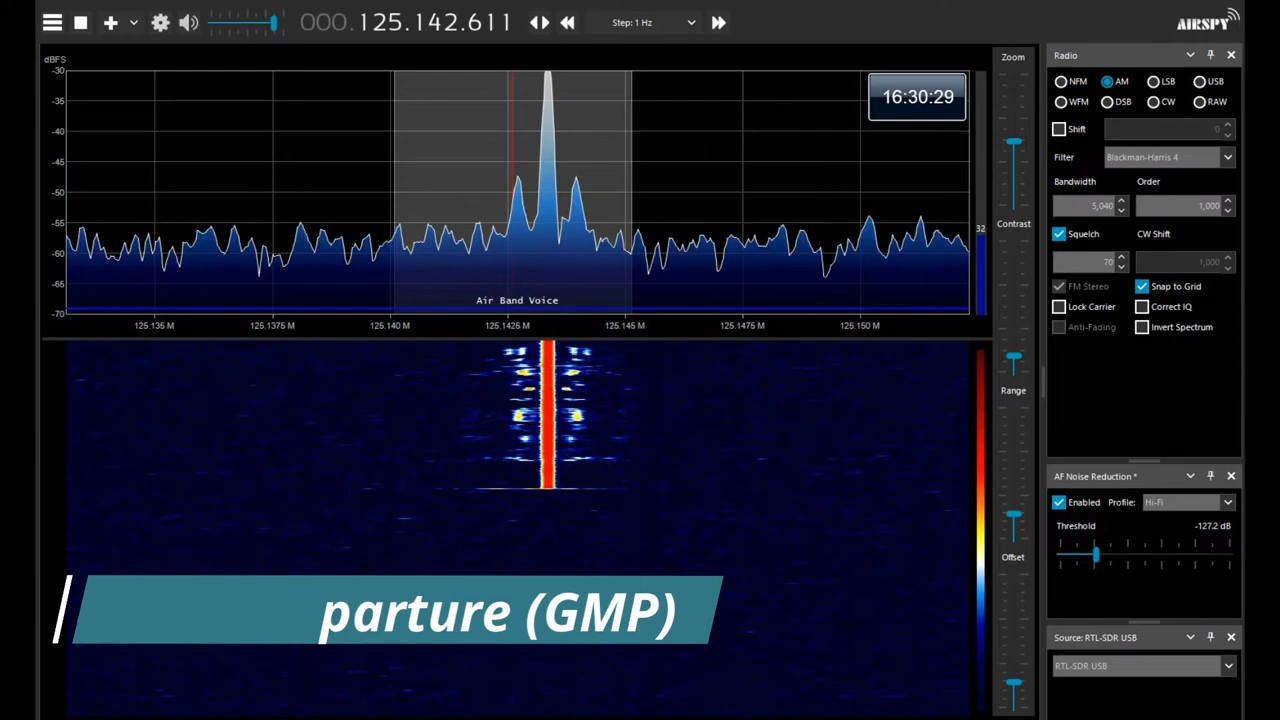 000.125.142.611
Step: 1 Hz
AIRSPY
dBFS
-30
-35
-40
-45
-50
-55
-60
-65
-70
16:30:29
32
Air Band Voice
125.135 M
125.1375 M
125.140 M
125.1425 M
125.145 M
125.1475 M
125.150 M
parture (GMP)
Zoom
Contrast
Range
Offset
Radio
NFM
AM
LSB
USB
WFM
DSB
CW
RAW
Shift
0
Filter
Blackman-Harris 4
Bandwidth
Order
5,040
1,000
Squelch
CW Shift
70
1,000
FM Stereo
Snap to Grid
Lock Carrier
Correct IQ
Anti-Fading
Invert Spectrum
AF Noise Reduction *
Enabled
Profile:
Hi-Fi
Threshold
-127.2 dB
Source: RTL-SDR USB
RTL-SDR USB